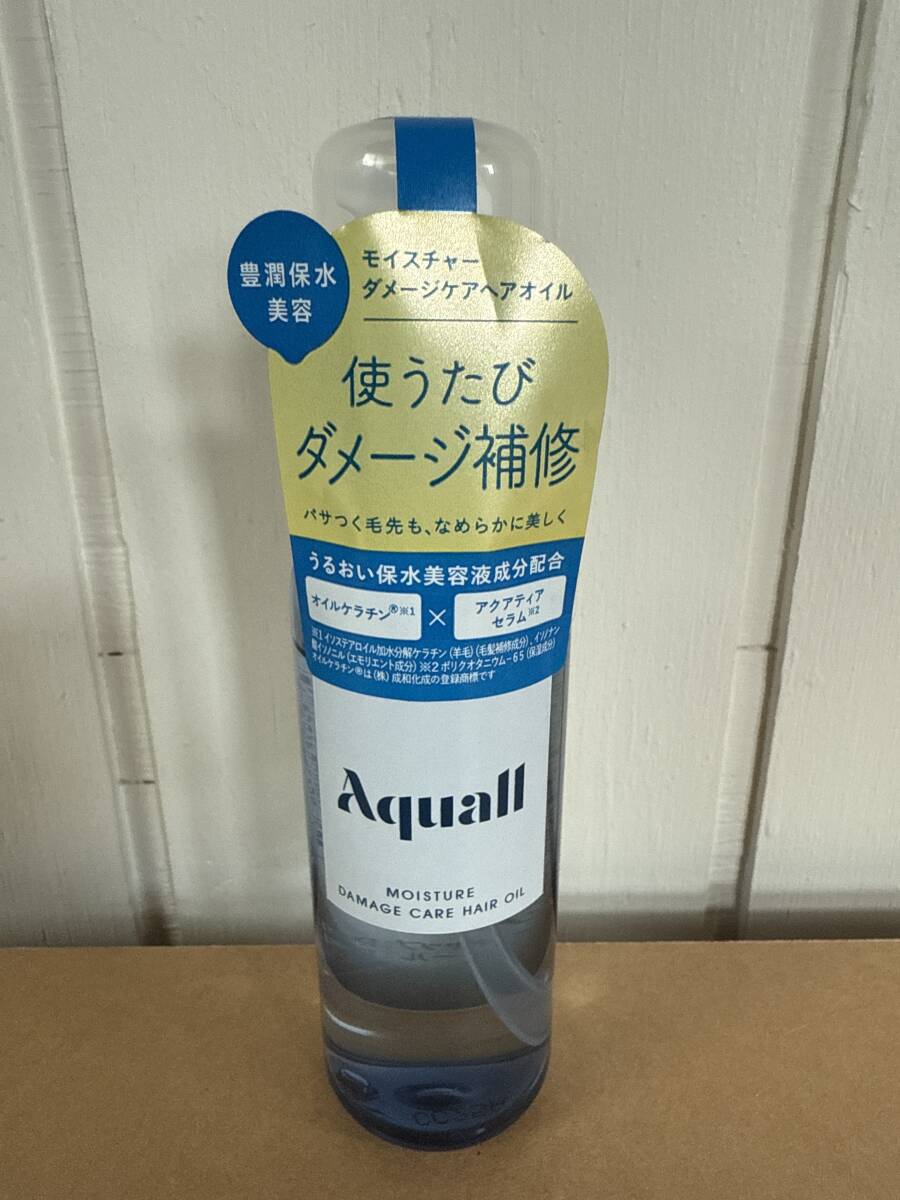 豊潤保水
美容
モイスチャー
ダメージケアヘアオイル
使うたび
ダメージ補修
パサつく毛先も、なめらかに美しく
うるおい保水美容液成分配合
オイルケラチン®※1
×
アクアティア
セラム※2
※1 イソステアロイル加水分解ケラチン(羊毛)(毛髪補修成分)、イソノナン
酸イソノニル(エモリエント成分) ※2 ポリクオタニウム-65(保湿成分)
オイルケラチン®は(株)成和化成の登録商標です
Aquall
MOISTURE
DAMAGE CARE HAIR OIL